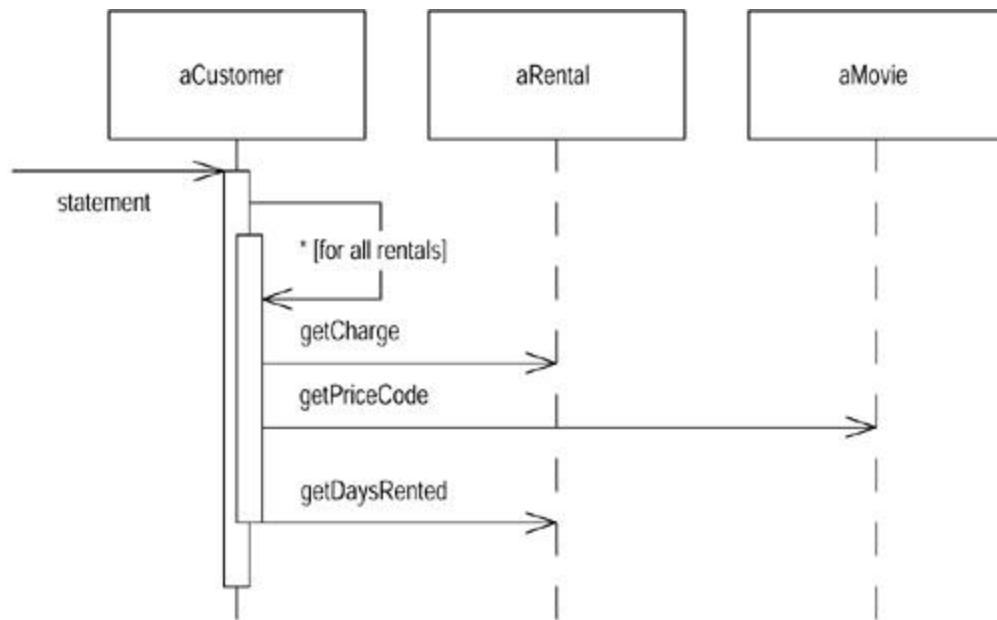 aCustomer
aRental
aMovie
statement
* [for all rentals]
getCharge
getPriceCode
getDaysRented